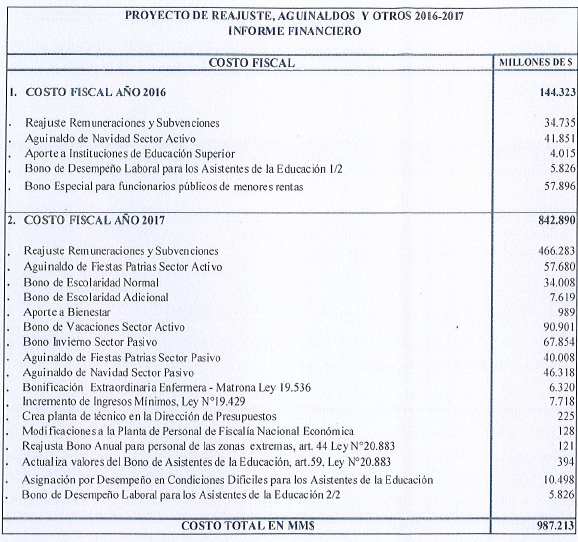 PROYECTO DE REAJUSTE, AGUINALDOS Y OTROS 2016-2017
INFORME FINANCIERO
COSTO FISCAL MILLONES DE $
1. COSTO FISCAL AÑO 2016 144.323
. Reajuste Remuneraciones y Subvenciones 34.735
. Aguinaldo de Navidad Sector Activo 41.851
. Aporte a Instituciones de Educación Superior 4.015
. Bono de Desempeño Laboral para los Asistentes de la Educación 1/2 5.826
. Bono Especial para funcionarios públicos de menores rentas 57.896
2. COSTO FISCAL AÑO 2017 842.890
. Reajuste Remuneraciones y Subvenciones 466.283
. Aguinaldo de Fiestas Patrias Sector Activo 57.680
. Bono de Escolaridad Normal 34.008
. Bono de Escolaridad Adicional 7.619
. Aporte a Bienestar 989
. Bono de Vacaciones Sector Activo 90.901
. Bono Invierno Sector Pasivo 67.854
. Aguinaldo de Fiestas Patrias Sector Pasivo 40.008
. Aguinaldo de Navidad Sector Pasivo 46.318
. Bonificación Extraordinaria Enfermera - Matrona Ley 19.536 6.320
. Incremento de Ingresos Mínimos, Ley N°19.429 7.718
. Crea planta de técnico en la Dirección de Presupuestos 225
. Modificaciones a la Planta de Personal de Fiscalía Nacional Económica 128
. Reajusta Bono Anual para personal de las zonas extremas, art. 44 Ley N°20.883 121
. Actualiza valores del Bono de Asistentes de la Educación, art.59, Ley N°20.883 394
. Asignación por Desempeño en Condiciones Difíciles para los Asistentes de la Educación 10.498
. Bono de Desempeño Laboral para los Asistentes de la Educación 2/2 5.826
COSTO TOTAL EN MM$ 987.213